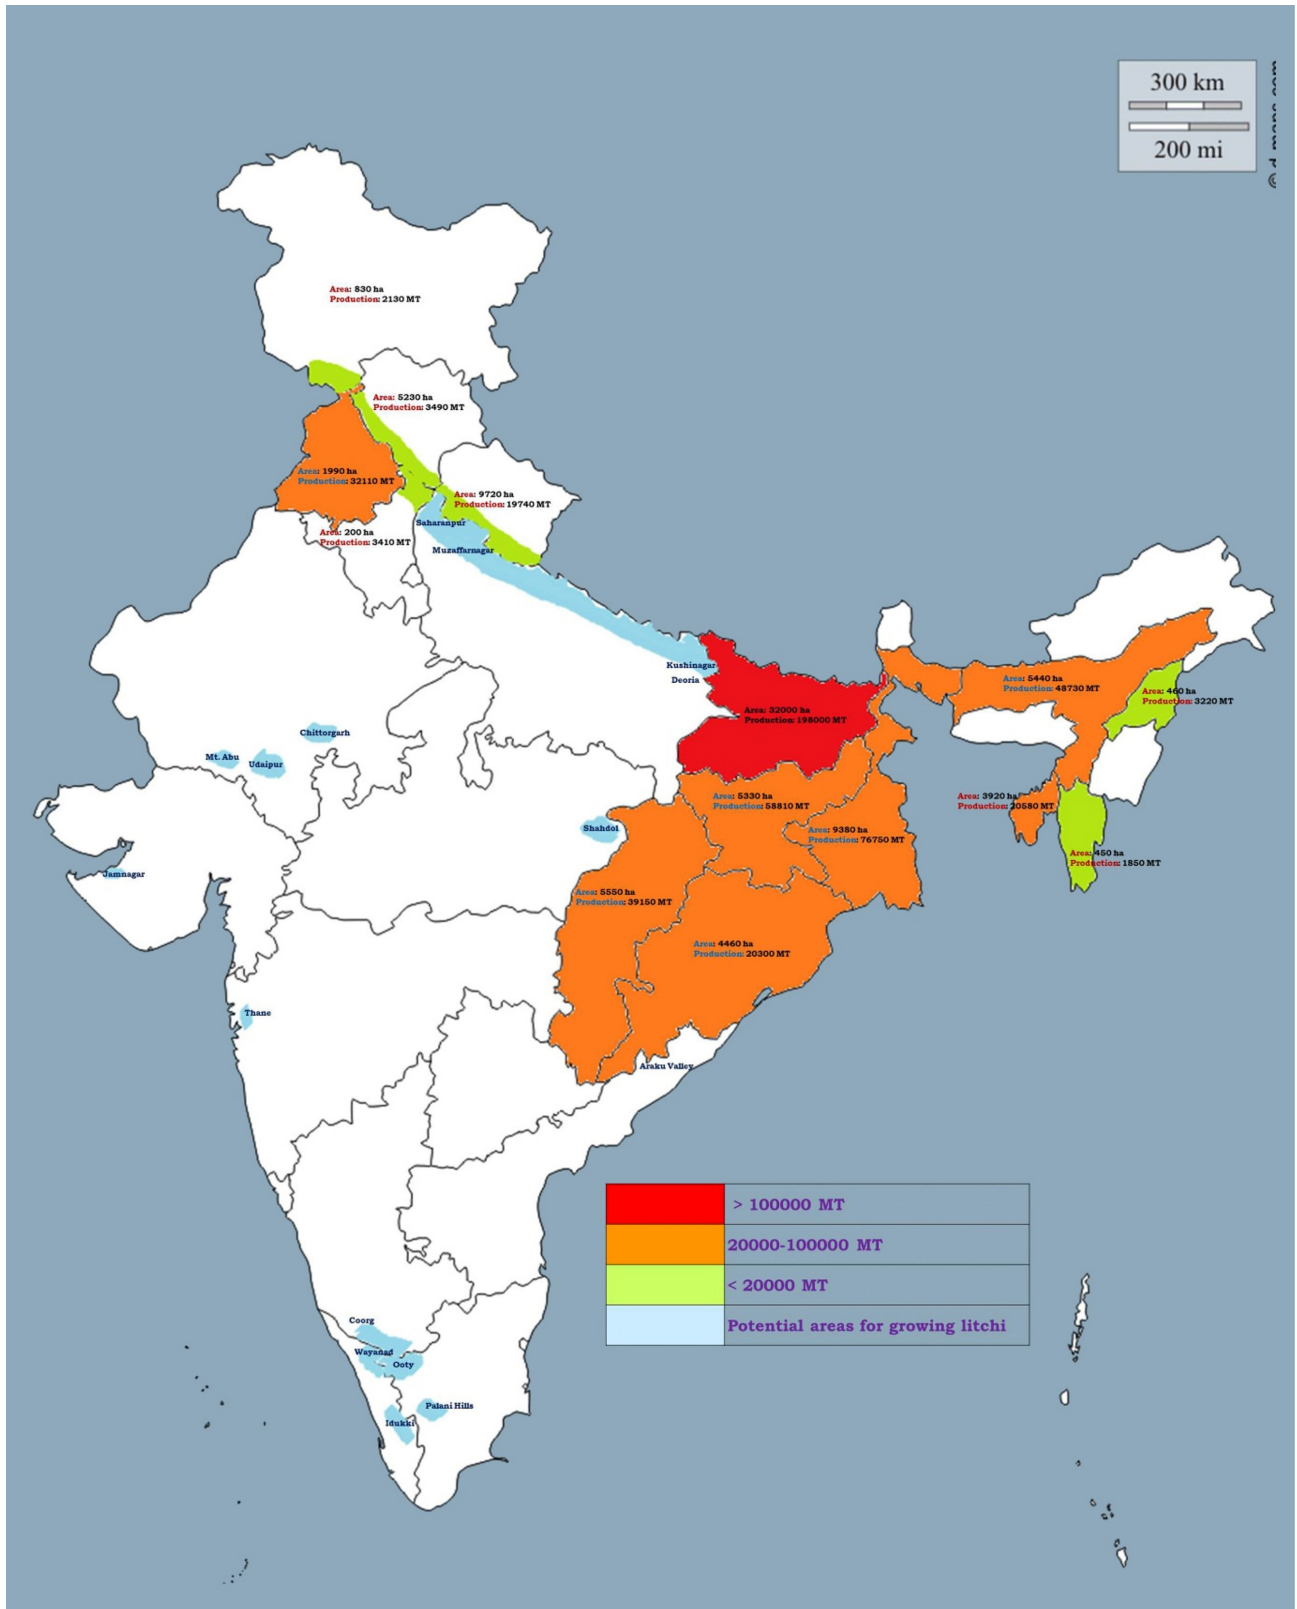 300 km
200 mi
Area: 830 ha
Production: 2130 MT
Area: 5230 ha
Production: 3490 MT
Area: 1990 ha
Production: 32110 MT
Area: 9720 ha
Production: 19740 MT
Area: 200 ha
Production: 3410 MT
Saharanpur
Muzaffarnagar
Kushinagar
Deoria
Area: 32000 ha
Production: 198000 MT
Area: 5440 ha
Production: 48730 MT
Area: 460 ha
Production: 3220 MT
Chittorgarh
Mt. Abu
Udaipur
Area: 5330 ha
Production: 58810 MT
Area: 3920 ha
Production: 20580 MT
Shahdol
Area: 9380 ha
Production: 76750 MT
Area: 450 ha
Production: 1850 MT
Jamnagar
Area: 5550 ha
Production: 39150 MT
Area: 4460 ha
Production: 20300 MT
Thane
Araku Valley
> 100000 MT
20000-100000 MT
< 20000 MT
Potential areas for growing litchi
Coorg
Wayanad
Ooty
Palani Hills
Idukki